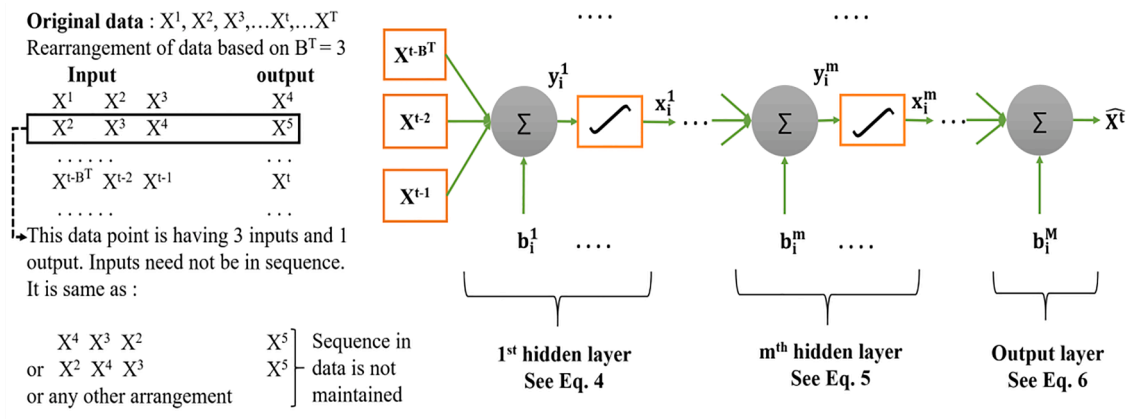 Original data : X¹, X², X³,...Xᵗ,...Xᵀ
Rearrangement of data based on Bᵀ = 3
Input output
X¹ X² X³ X⁴
X² X³ X⁴ X⁵
...... ...
Xᵗ⁻ᴮᵀ Xᵗ⁻² Xᵗ⁻¹ Xᵗ
...... ...
This data point is having 3 inputs and 1
output. Inputs need not be in sequence.
It is same as :
X⁴ X³ X² X⁵
or X² X⁴ X³ X⁵
or any other arrangement
Sequence in
data is not
maintained
....
Xᵗ⁻ᴮᵀ
Xᵗ⁻²
Xᵗ⁻¹
Σ
yᵢ¹
xᵢ¹
...
bᵢ¹
....
1ˢᵗ hidden layer
See Eq. 4
....
Σ
yᵢᵐ
xᵢᵐ
...
bᵢᵐ
....
mᵗʰ hidden layer
See Eq. 5
Σ
X̂ᵗ
bᵢᴹ
Output layer
See Eq. 6